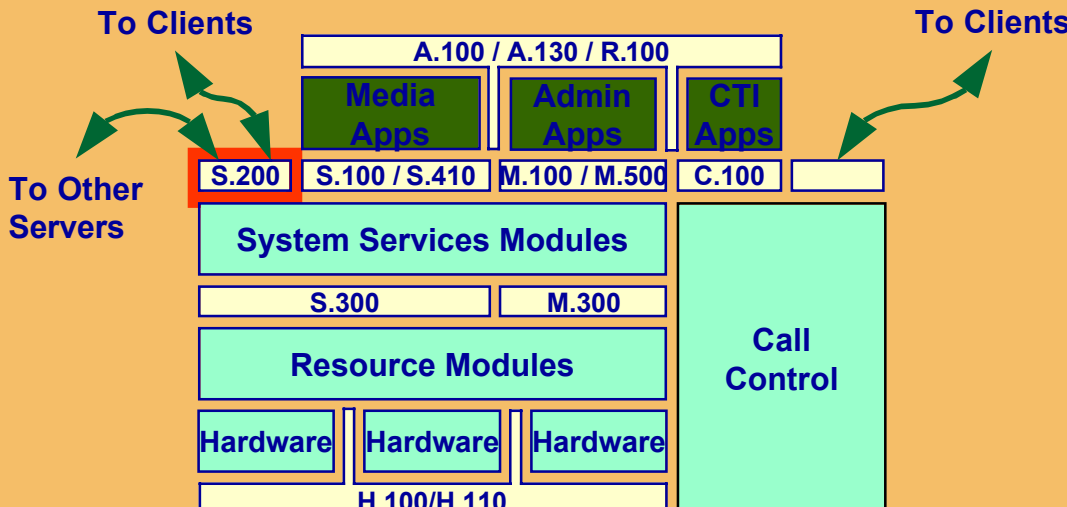 To Clients
To Clients
A.100 / A.130 / R.100
Media
Apps
Admin
Apps
CTI
Apps
S.200
S.100 / S.410
M.100 / M.500
C.100
To Other
Servers
System Services Modules
S.300
M.300
Resource Modules
Call
Control
Hardware
Hardware
Hardware
H.100/H.110